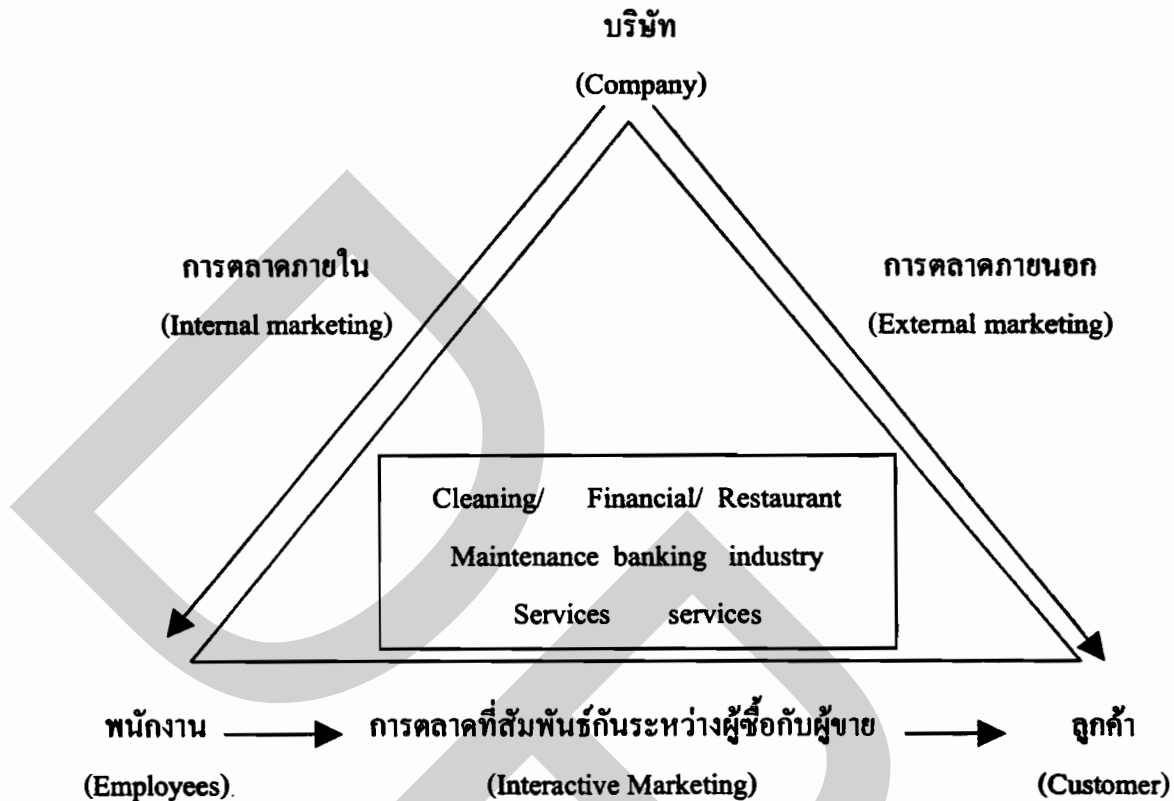 บริษัท
(Company)
การตลาดภายใน
(Internal marketing)
การตลาดภายนอก
(External marketing)
Cleaning/ Financial/ Restaurant
Maintenance banking industry
Services services
พนักงาน การตลาดที่สัมพันธ์กันระหว่างผู้ซื้อกับผู้ขาย ลูกค้า
(Employees). (Interactive Marketing) (Customer)